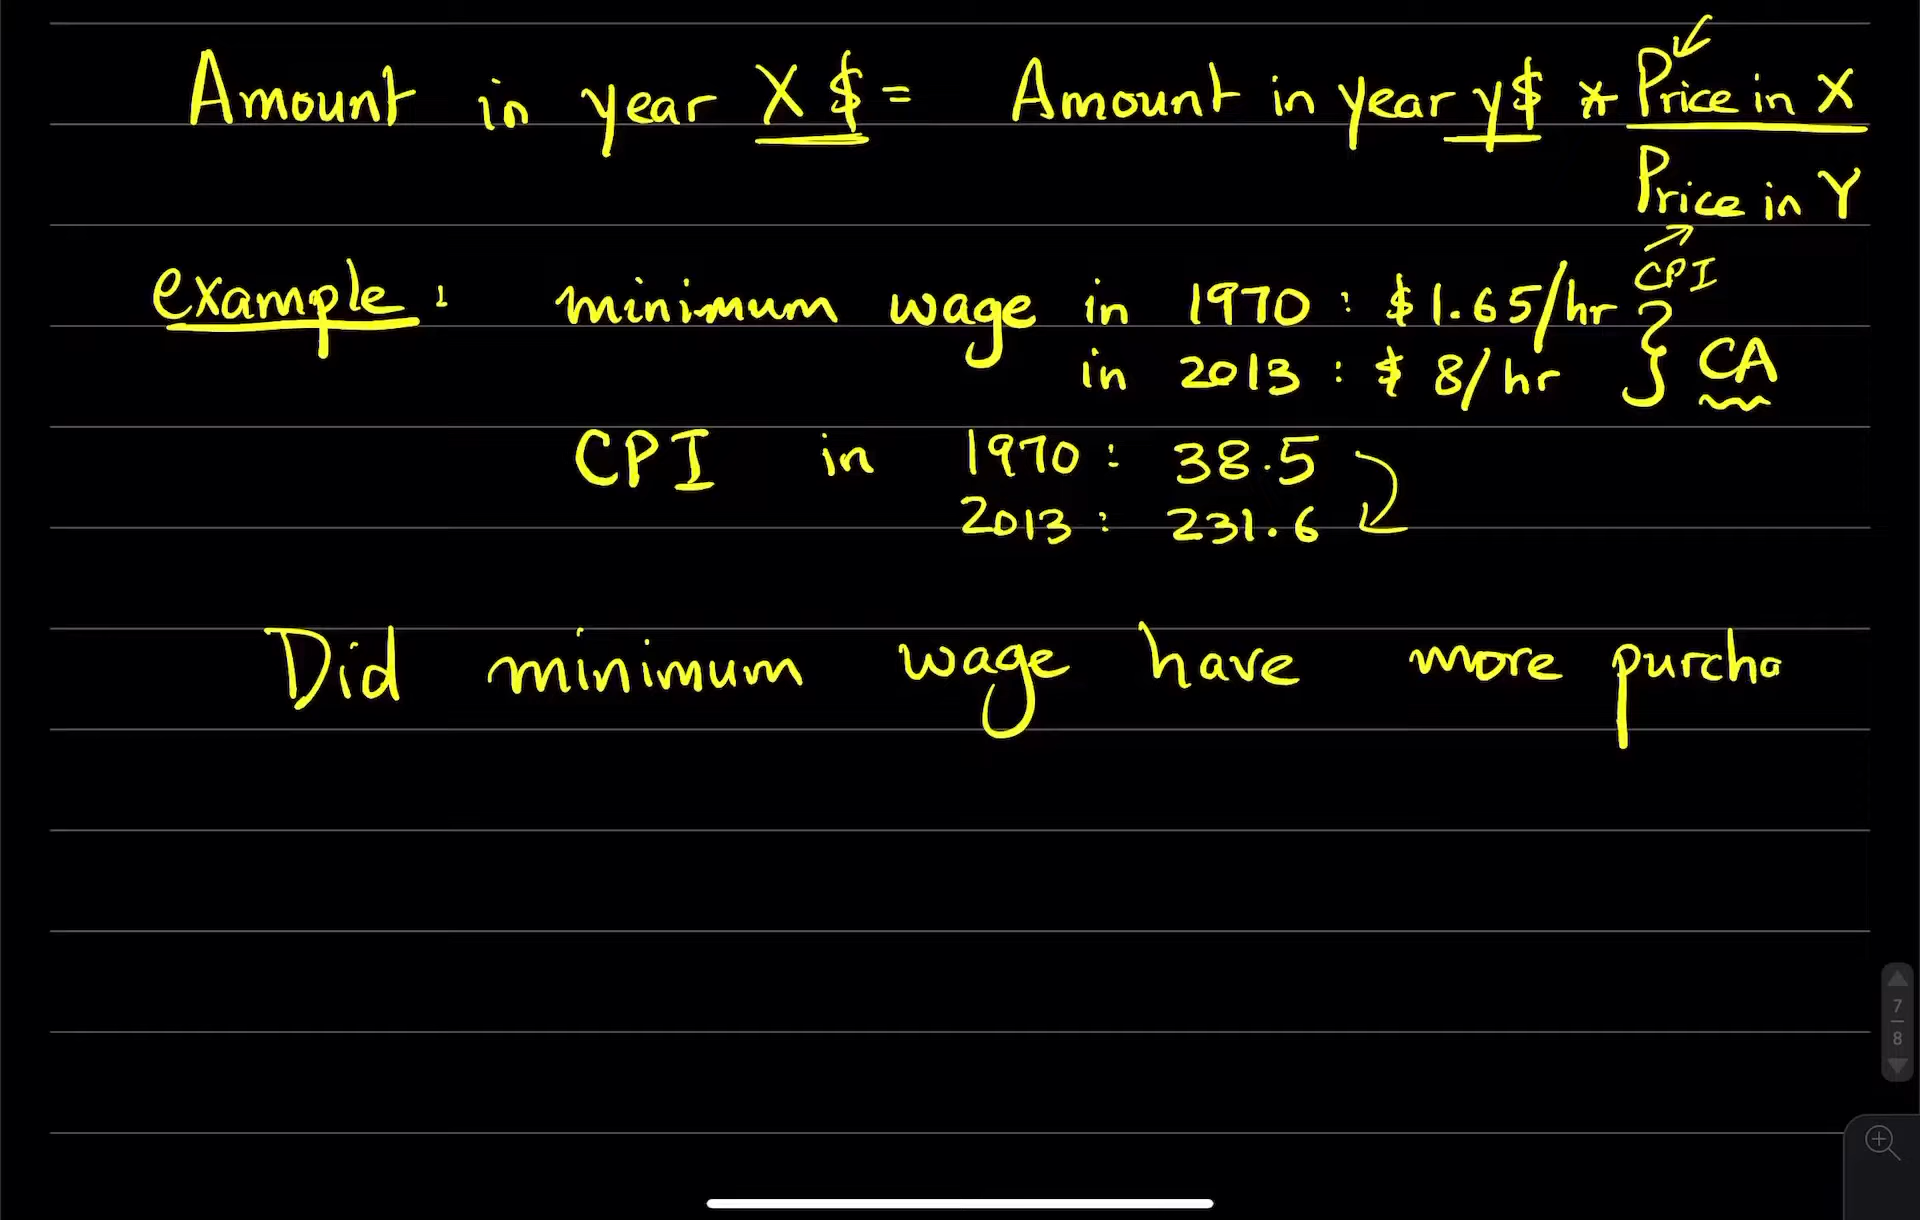 Amount in year X $ = Amount in year y $ * Price in X
Price in Y
CPI
example: minimum wage in 1970 : $1.65/hr
in 2013 : $ 8/hr } CA
CPI in 1970 : 38.5
2013 : 231.6
Did minimum wage have more purcha
7
8